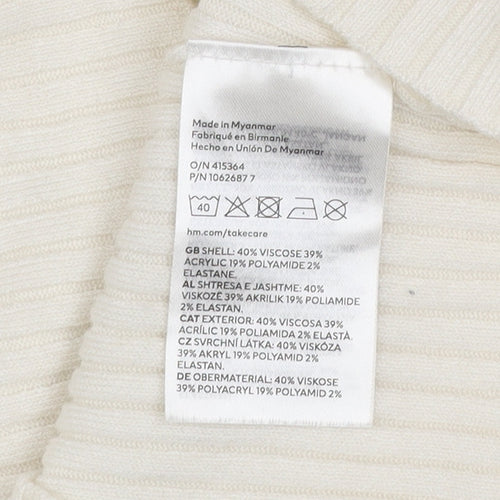 Made in Myanmar
Fabriqué en Birmanie
Hecho en Unión De Myanmar
O/N 415364
P/N 1062687 7
40
hm.com/takecare
GB SHELL: 40% VISCOSE 39%
ACRYLIC 19% POLYAMIDE 2%
ELASTANE.
AL SHTRESA E JASHTME: 40%
VISKOZË 39% AKRILIK 19% POLIAMIDE
2% ELASTAN.
CAT EXTERIOR: 40% VISCOSA 39%
ACRÍLIC 19% POLIAMIDA 2% ELASTÀ.
CZ SVRCHNÍ LÁTKA: 40% VISKÓZA
39% AKRYL 19% POLYAMID 2%
ELASTAN.
DE OBERMATERIAL: 40% VISKOSE
39% POLYACRYL 19% POLYAMID 2%